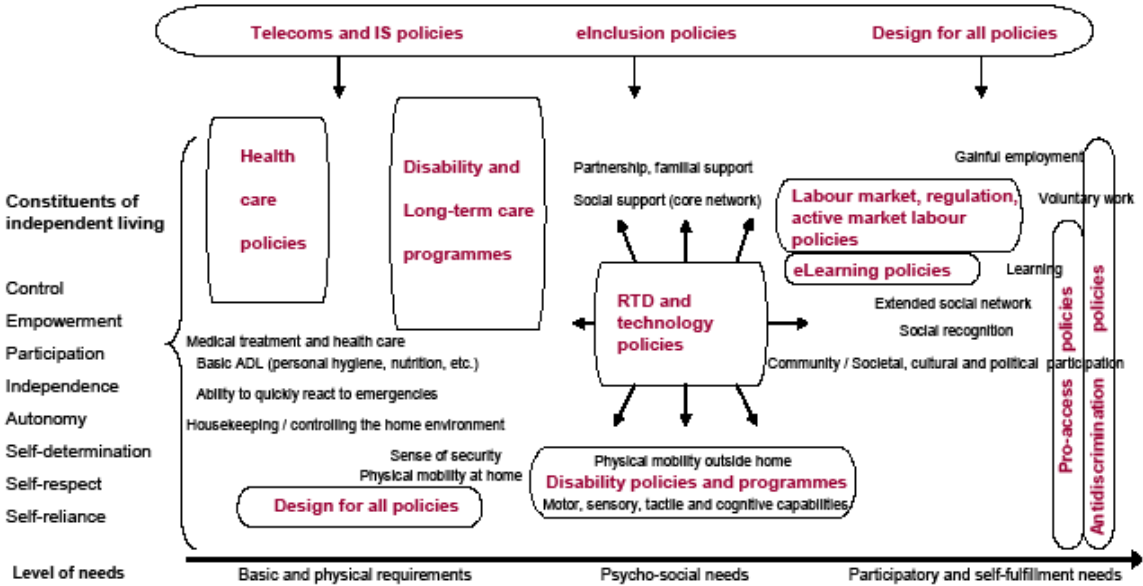 Telecoms and IS policies
eInclusion policies
Design for all policies
Health
care
policies
Disability and
Long-term care
programmes
Partnership, familial support
Social support (core network)
Gainful employment
Labour market, regulation,
active market labour
policies
Voluntary work
eLearning policies
Learning
Constituents of
independent living
Control
Empowerment
Participation
Independence
Autonomy
Self-determination
Self-respect
Self-reliance
RTD and
technology
policies
Extended social network
Social recognition
Community / Societal, cultural and political participation
Medical treatment and health care
Basic ADL (personal hygiene, nutrition, etc.)
Ability to quickly react to emergencies
Housekeeping / controlling the home environment
Sense of security
Physical mobility at home
Design for all policies
Physical mobility outside home
Disability policies and programmes
Motor, sensory, tactile and cognitive capabilities
Pro-access policies
Antidiscrimination policies
Level of needs
Basic and physical requirements
Psycho-social needs
Participatory and self-fulfillment needs